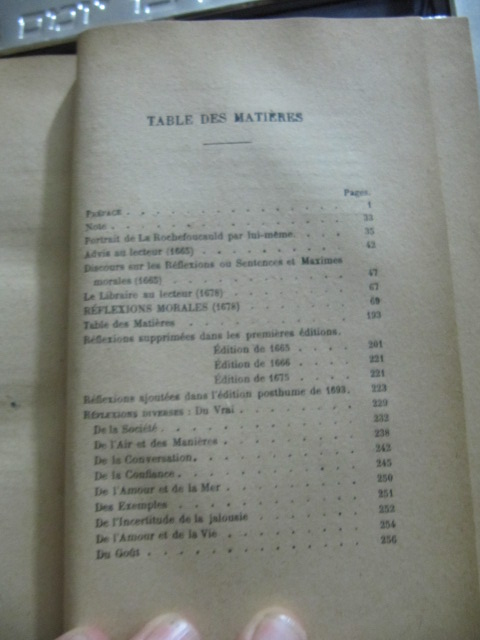 TABLE DES MATIÈRES
Pages.
PRÉFACE . . . . . . . . . . 1
Note . . . . . . . . . . 33
Portrait de La Rochefoucauld par lui-même. . . . . 35
Advis au lecteur (1665) . . . . . . . . 43
Discours sur les Réflexions ou Sentences et Maximes
morales (1665) . . . . . . . . 47
Le Libraire au lecteur (1678) . . . . . . 67
RÉFLEXIONS MORALES (1678) . . . . . . 69
Table des Matières . . . . . . . . 193
Réflexions supprimées dans les premières éditions.
Édition de 1665 . . . . 201
Édition de 1666 . . . . 221
Édition de 1675 . . . . 221
Réflexions ajoutées dans l'édition posthume de 1693. 223
RÉFLEXIONS DIVERSES : Du Vrai . . . . . . 229
De la Société . . . . . . . . . 232
De l'Air et des Manières . . . . . . . 238
De la Conversation. . . . . . . . 243
De la Confiance. . . . . . . . . 245
De l'Amour et de la Mer . . . . . . . 250
Des Exemples . . . . . . . . . 251
De l'Incertitude de la jalousie . . . . . . 252
De l'Amour et de la Vie . . . . . . . 254
Du Goût . . . . . . . . . . 256